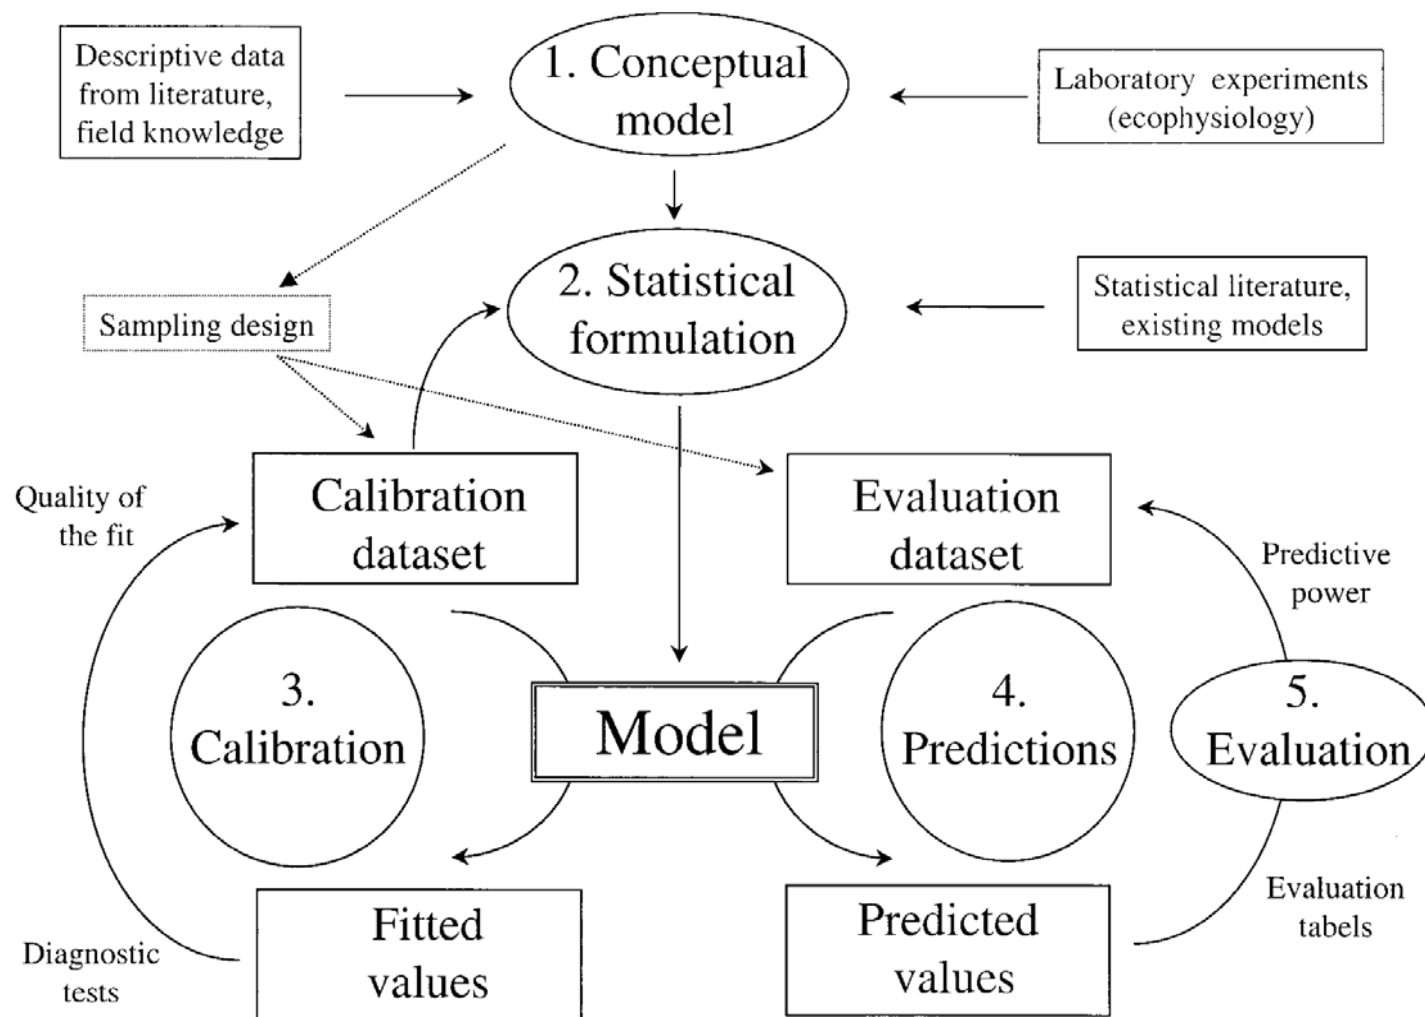 Descriptive data
from literature,
field knowledge
1. Conceptual
model
Laboratory experiments
(ecophysiology)
Sampling design
2. Statistical
formulation
Statistical literature,
existing models
Quality of
the fit
Calibration
dataset
Evaluation
dataset
Predictive
power
3.
Calibration
Model
4.
Predictions
5.
Evaluation
Diagnostic
tests
Fitted
values
Predicted
values
Evaluation
tabels